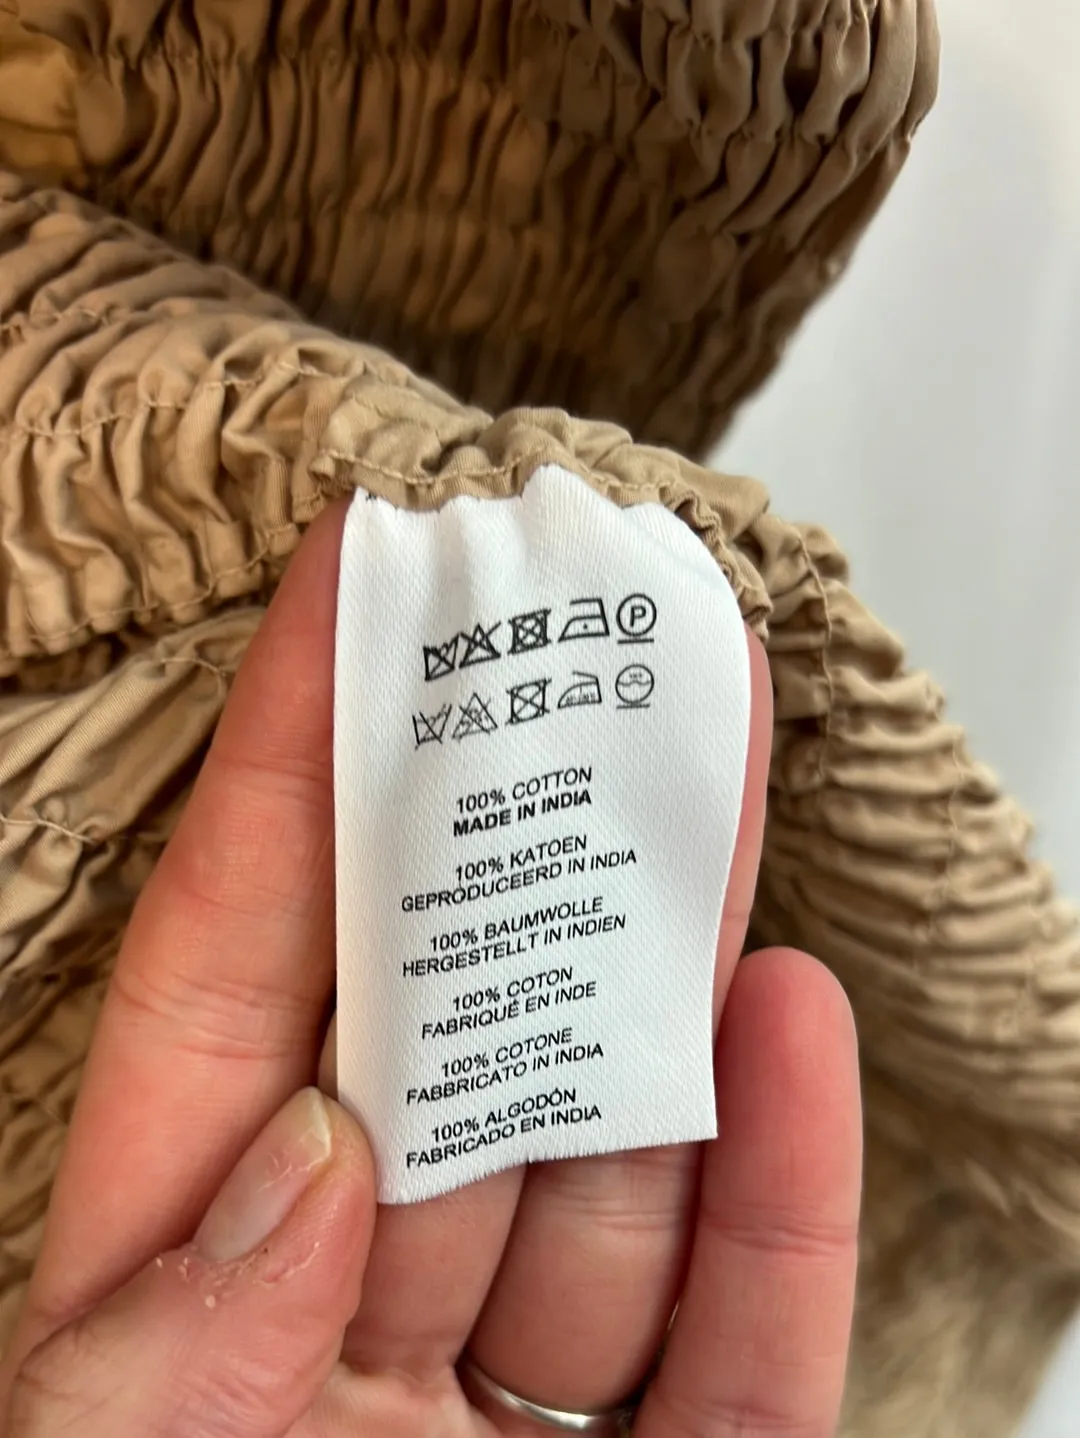 P
100% COTTON
MADE IN INDIA
100% KATOEN
GEPRODUCEERD IN INDIA
100% BAUMWOLLE
HERGESTELLT IN INDIEN
100% COTON
FABRIQUÉ EN INDE
100% COTONE
FABBRICATO IN INDIA
100% ALGODÓN
FABRICADO EN INDIA